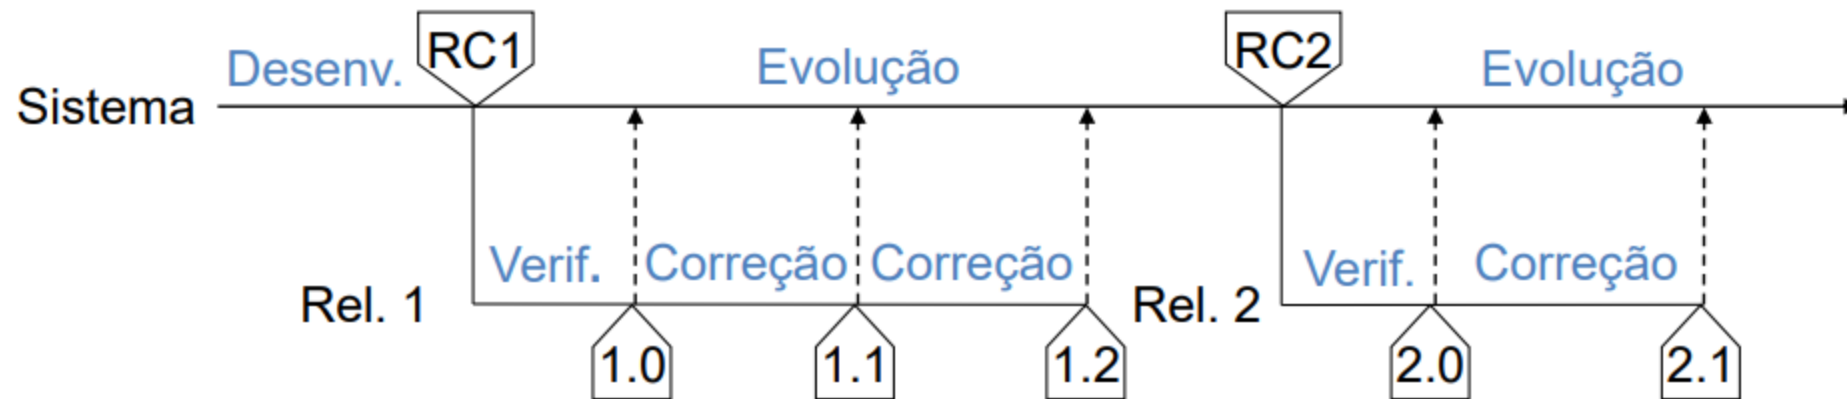 RC1
RC2
Desenv.
Evolução
Evolução
Sistema
Verif.
Correção
Correção
Verif.
Correção
Rel. 1
Rel. 2
1.0
1.1
1.2
2.0
2.1